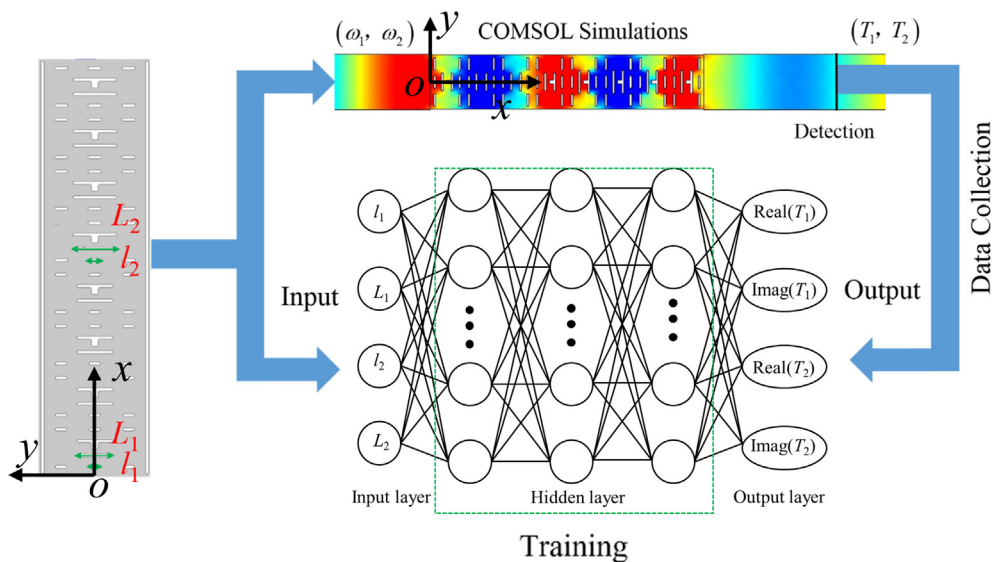 (ω₁, ω₂)
y
COMSOL Simulations
(T₁, T₂)
o
x
Detection
Data Collection
L₂
l₂
x
L₁
y
l₁
o
Input
l₁
L₁
l₂
L₂
Real(T₁)
Imag(T₁)
Real(T₂)
Imag(T₂)
Output
Input layer
Hidden layer
Output layer
Training